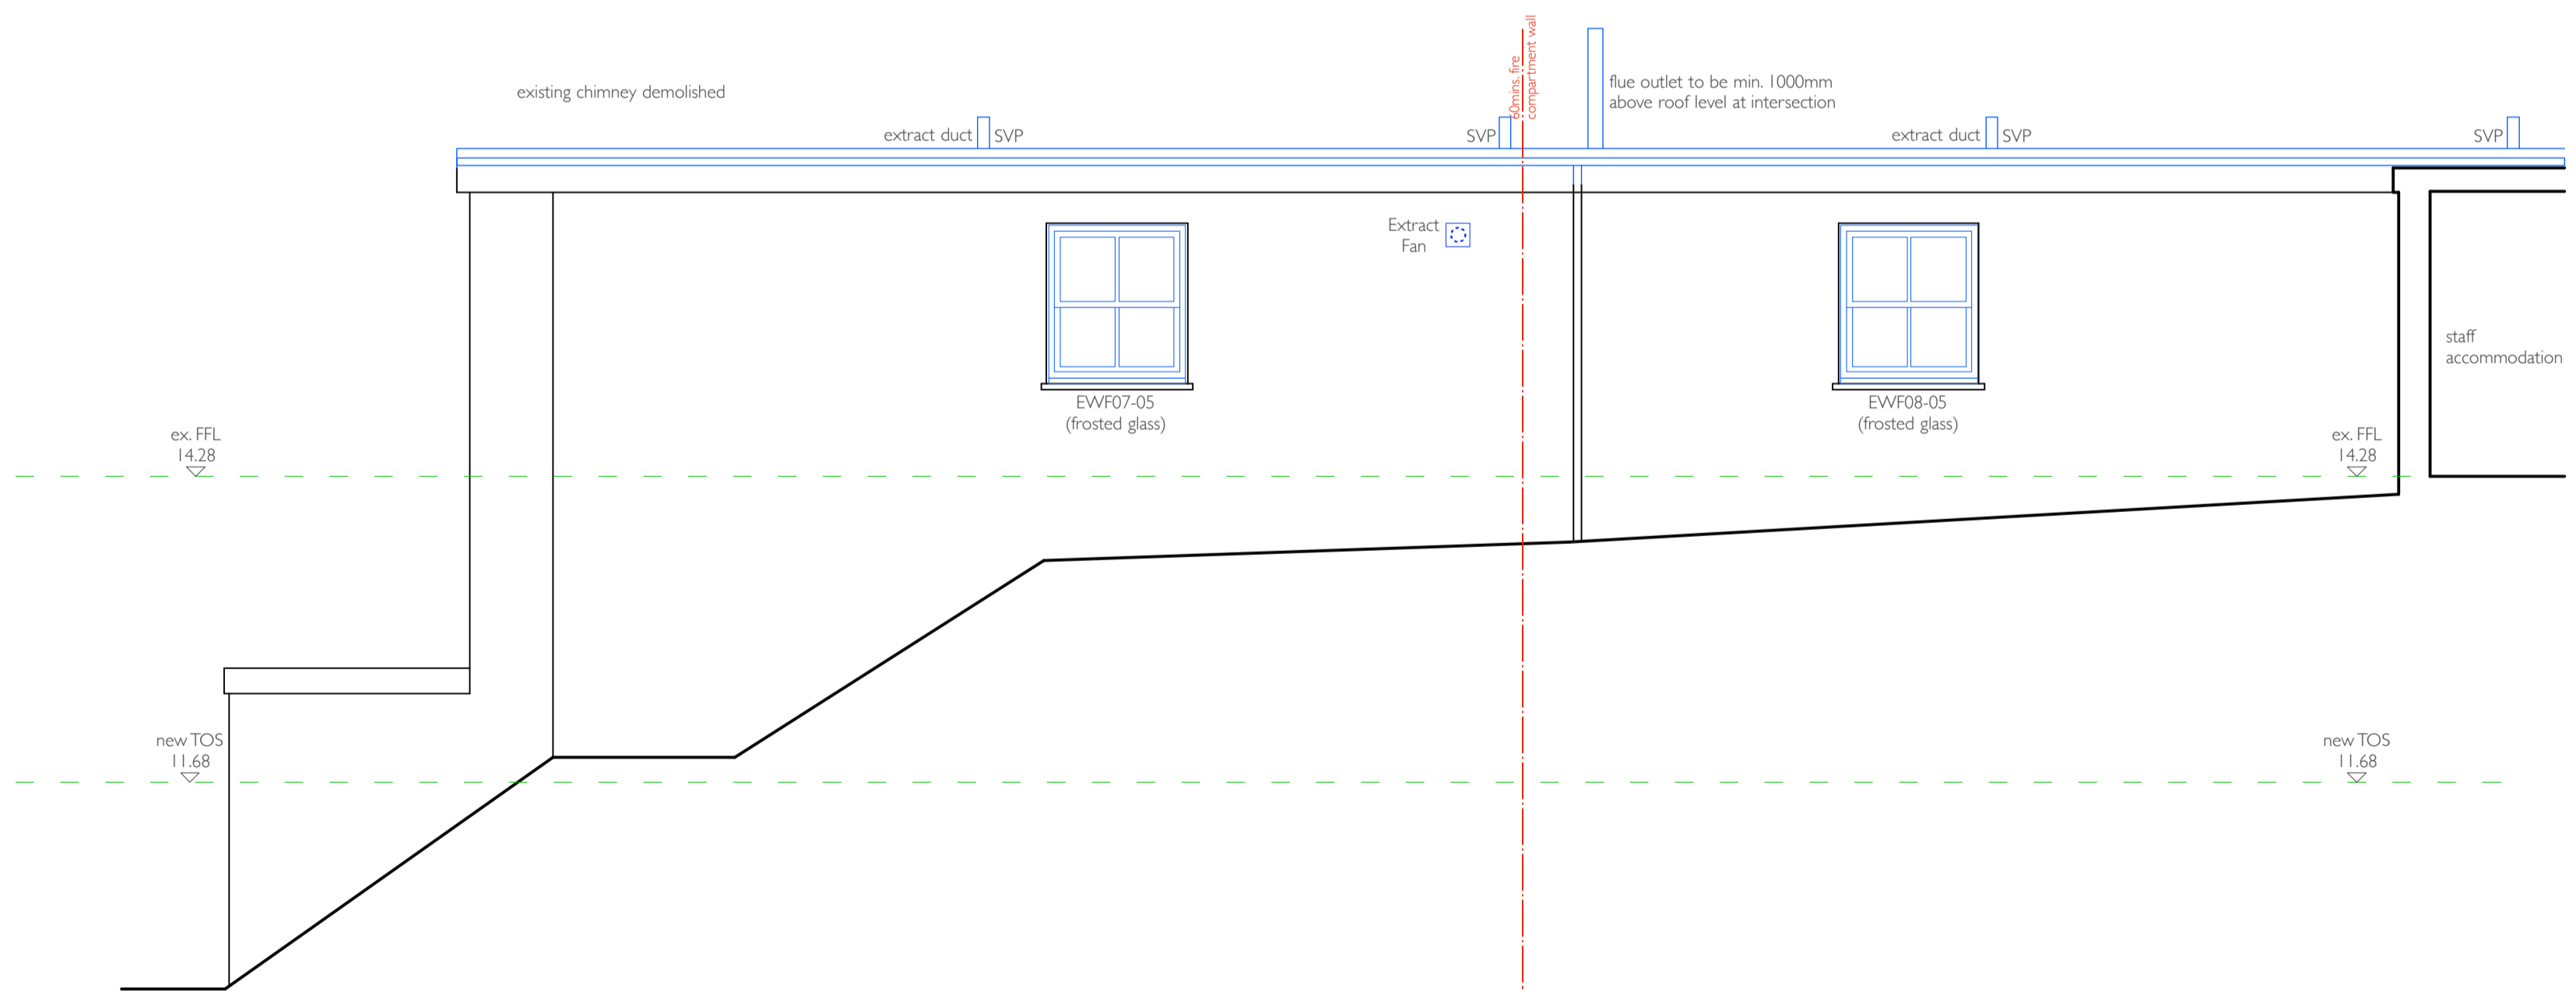 60mins. fire
compartment wall
existing chimney demolished
flue outlet to be min. 1000mm
above roof level at intersection
extract duct
SVP
SVP
extract duct
SVP
SVP
Extract
Fan
staff
accommodation
EWF07-05
(frosted glass)
EWF08-05
(frosted glass)
ex. FFL
14.28
ex. FFL
14.28
new TOS
11.68
new TOS
11.68